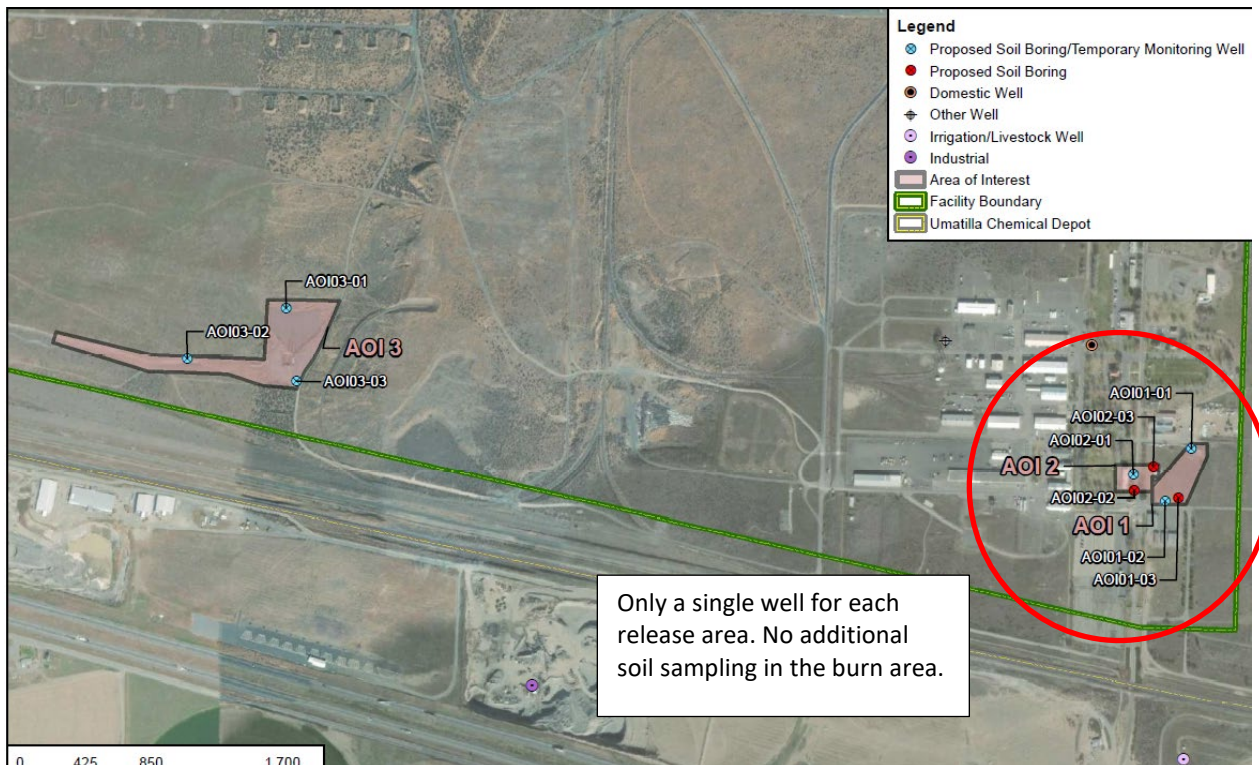 Legend
Proposed Soil Boring/Temporary Monitoring Well
Proposed Soil Boring
Domestic Well
Other Well
Irrigation/Livestock Well
Industrial
Area of Interest
Facility Boundary
Umatilla Chemical Depot
AOI03-01
AOI03-02
AOI 3
AOI03-03
AOI01-01
AOI02-03
AOI02-01
AOI 2
AOI02-02
AOI 1
AOI01-02
AOI01-03
Only a single well for each
release area. No additional
soil sampling in the burn area.
0 425 850 1,700